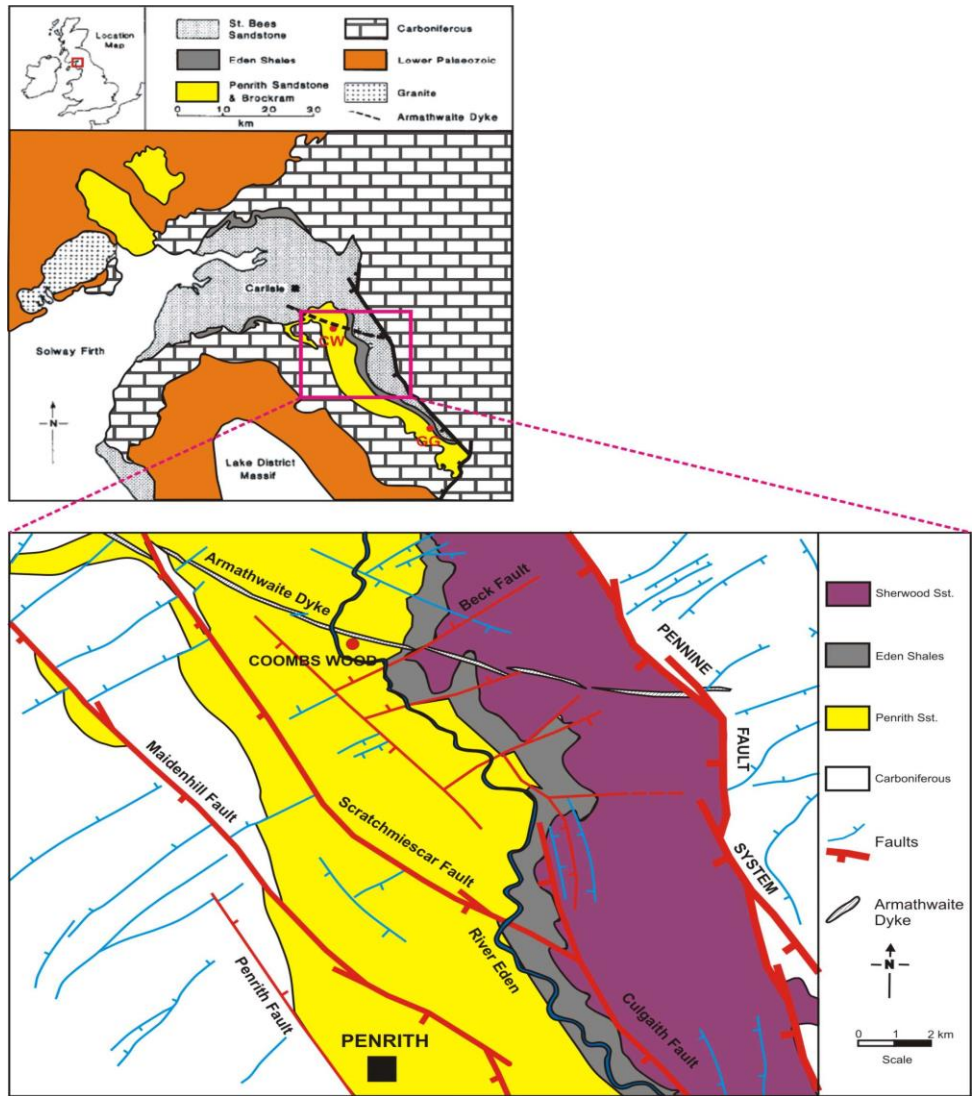 Location
Map
St. Bees
Sandstone
Eden Shales
Penrith Sandstone
& Brockram
Carboniferous
Lower Palaeozoic
Granite
Armathwaite Dyke
0 10 20 30
km
Carlisle
CW
GG
Solway Firth
N
Lake District
Massif
Armathwaite Dyke
COOMBS WOOD
Beck Fault
PENNINE
FAULT
SYSTEM
Maidenhill Fault
Scratchmiescar Fault
Penrith Fault
River Eden
Culgaith Fault
PENRITH
Sherwood Sst.
Eden Shales
Penrith Sst.
Carboniferous
Faults
Armathwaite
Dyke
N
0 1 2 km
Scale